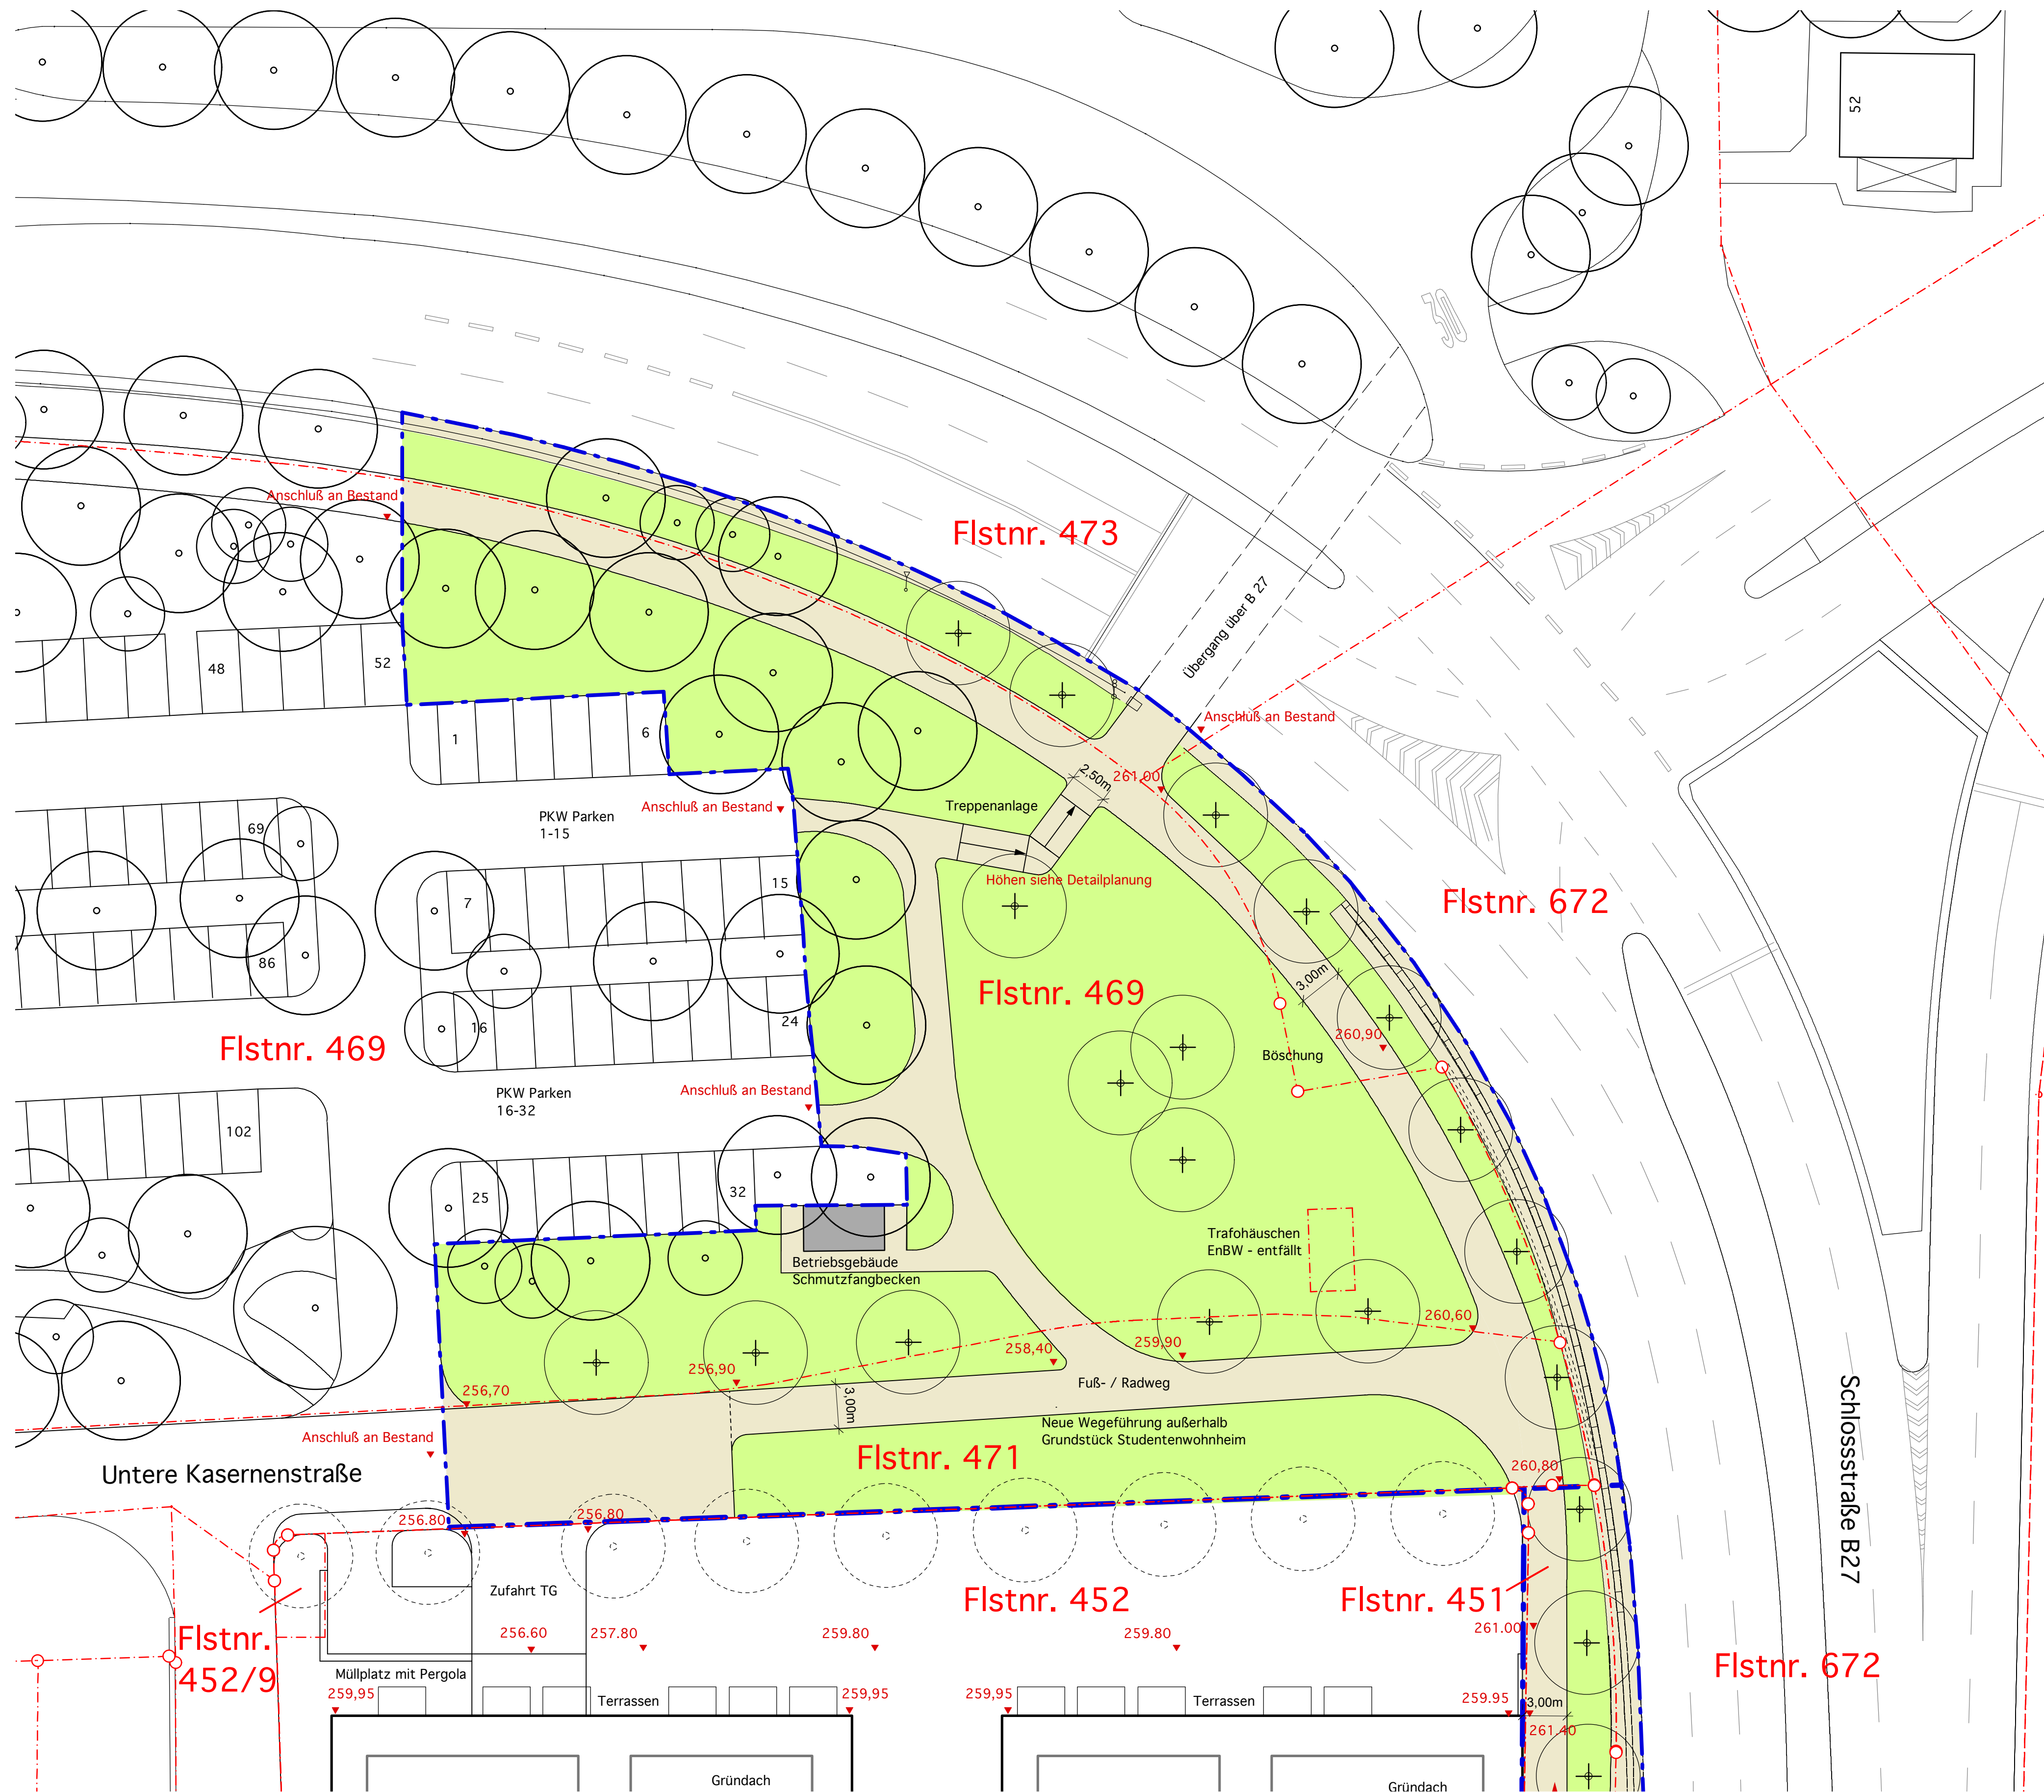 52
30
Anschluß an Bestand
Flstnr. 473
Übergang über B 27
48
52
1
6
Anschluß an Bestand
2,50m
261,00
Anschluß an Bestand
Treppenanlage
PKW Parken
1-15
69
15
7
Höhen siehe Detailplanung
Flstnr. 672
86
16
24
Flstnr. 469
3,00m
Flstnr. 469
260,90
Böschung
PKW Parken
16-32
Anschluß an Bestand
102
25
32
Trafohäuschen
EnBW - entfällt
Betriebsgebäude
Schmutzfangbecken
260,60
259,90
258,40
256,90
256,70
3,00m
Fuß- / Radweg
Neue Wegeführung außerhalb
Grundstück Studentenwohnheim
Anschluß an Bestand
Flstnr. 471
Untere Kasernenstraße
Schlossstraße B27
260,80
256.80
256,80
Zufahrt TG
Flstnr. 452
Flstnr. 451
Flstnr.
452/9
256.60
257.80
259.80
259.80
261.00
Flstnr. 672
Müllplatz mit Pergola
259,95
Terrassen
259,95
259,95
Terrassen
259.95
3,00m
261.40
Gründach
Gründach